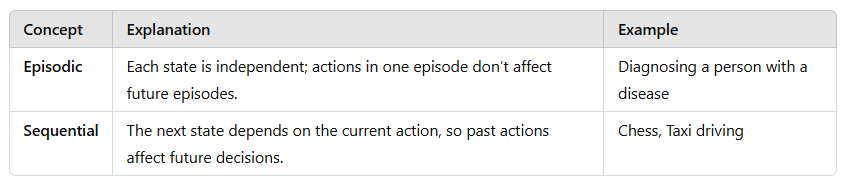 Concept Explanation Example
Episodic Each state is independent; actions in one episode don’t affect future episodes. Diagnosing a person with a disease
Sequential The next state depends on the current action, so past actions affect future decisions. Chess, Taxi driving